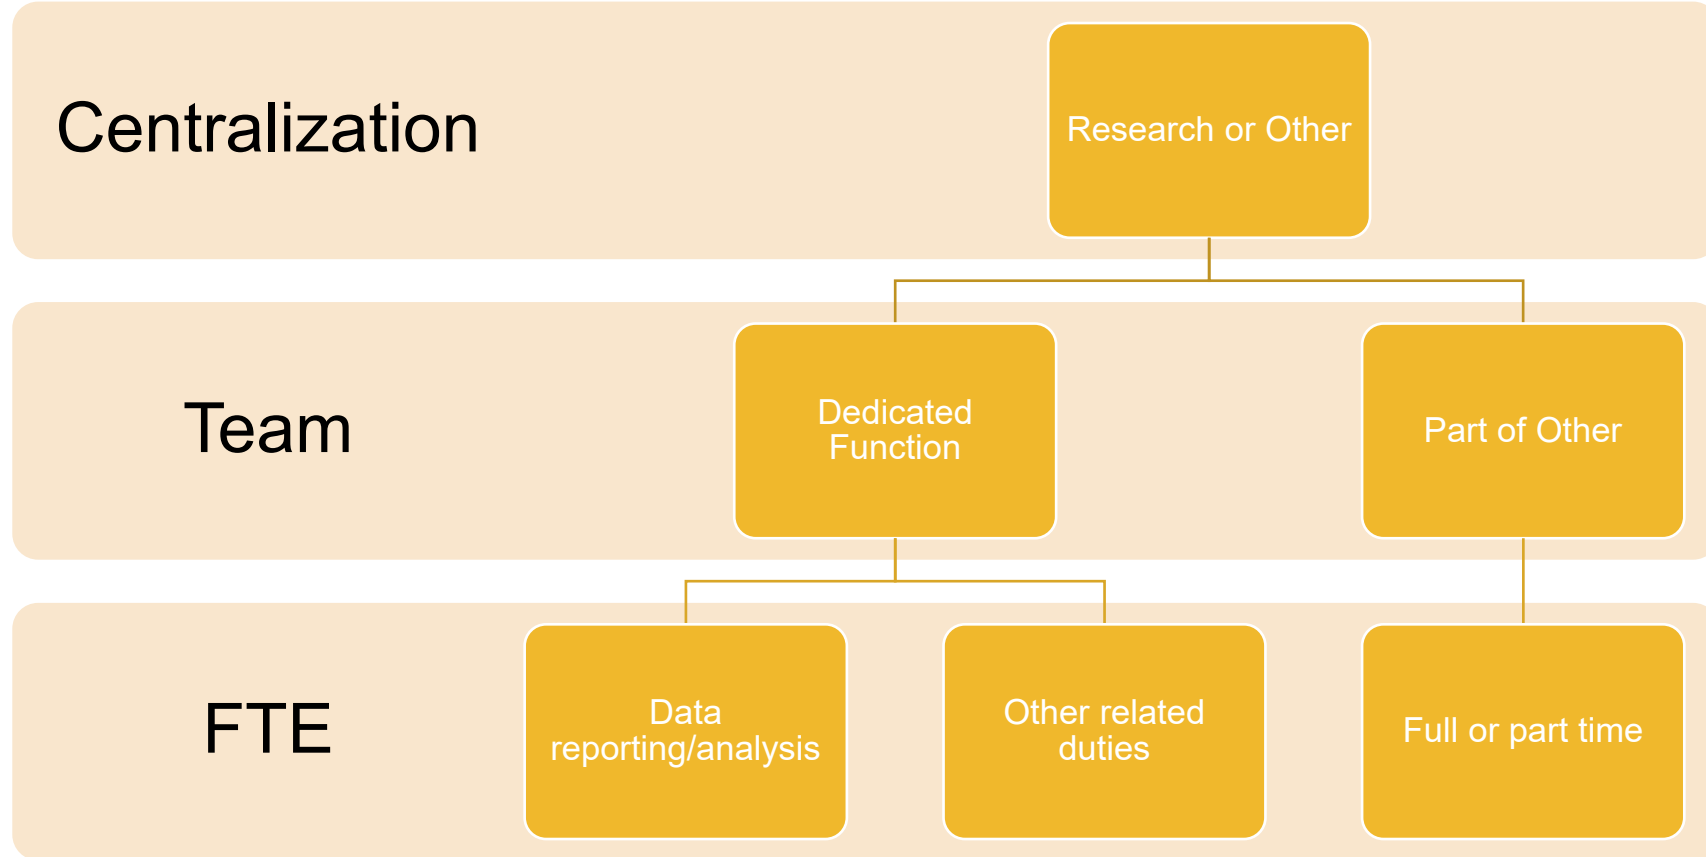 Centralization
Research or Other
Team
Dedicated
Function
Part of Other
FTE
Data
reporting/analysis
Other related
duties
Full or part time